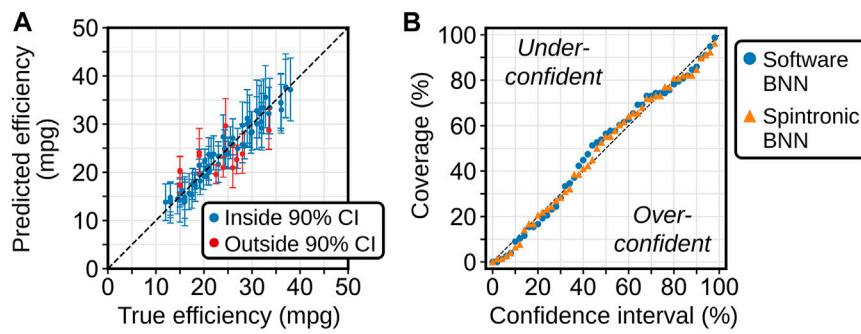 A
Predicted efficiency
(mpg)
50
40
30
20
10
0
0 10 20 30 40 50
True efficiency (mpg)
Inside 90% CI
Outside 90% CI
B
Coverage (%)
100
80
60
40
20
0
0 20 40 60 80 100
Confidence interval (%)
Under-
confident
Over-
confident
Software
BNN
Spintronic
BNN